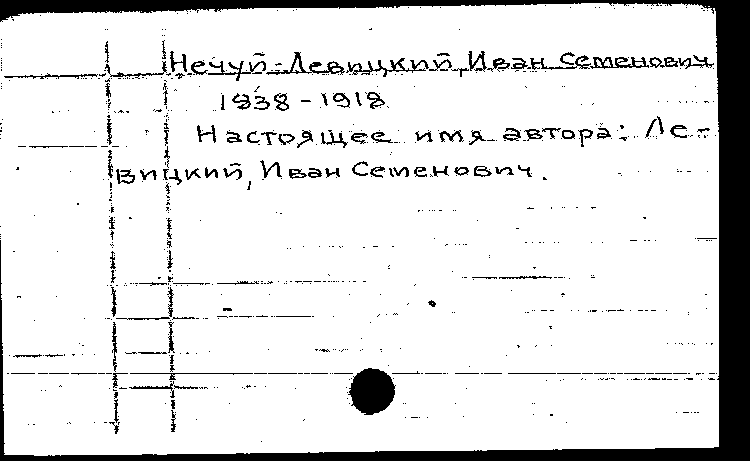 Нечуй-Левицкий, Иван Семенович
1838-1918
Настоящее имя автора: Ле-
вицкий, Иван Семенович.